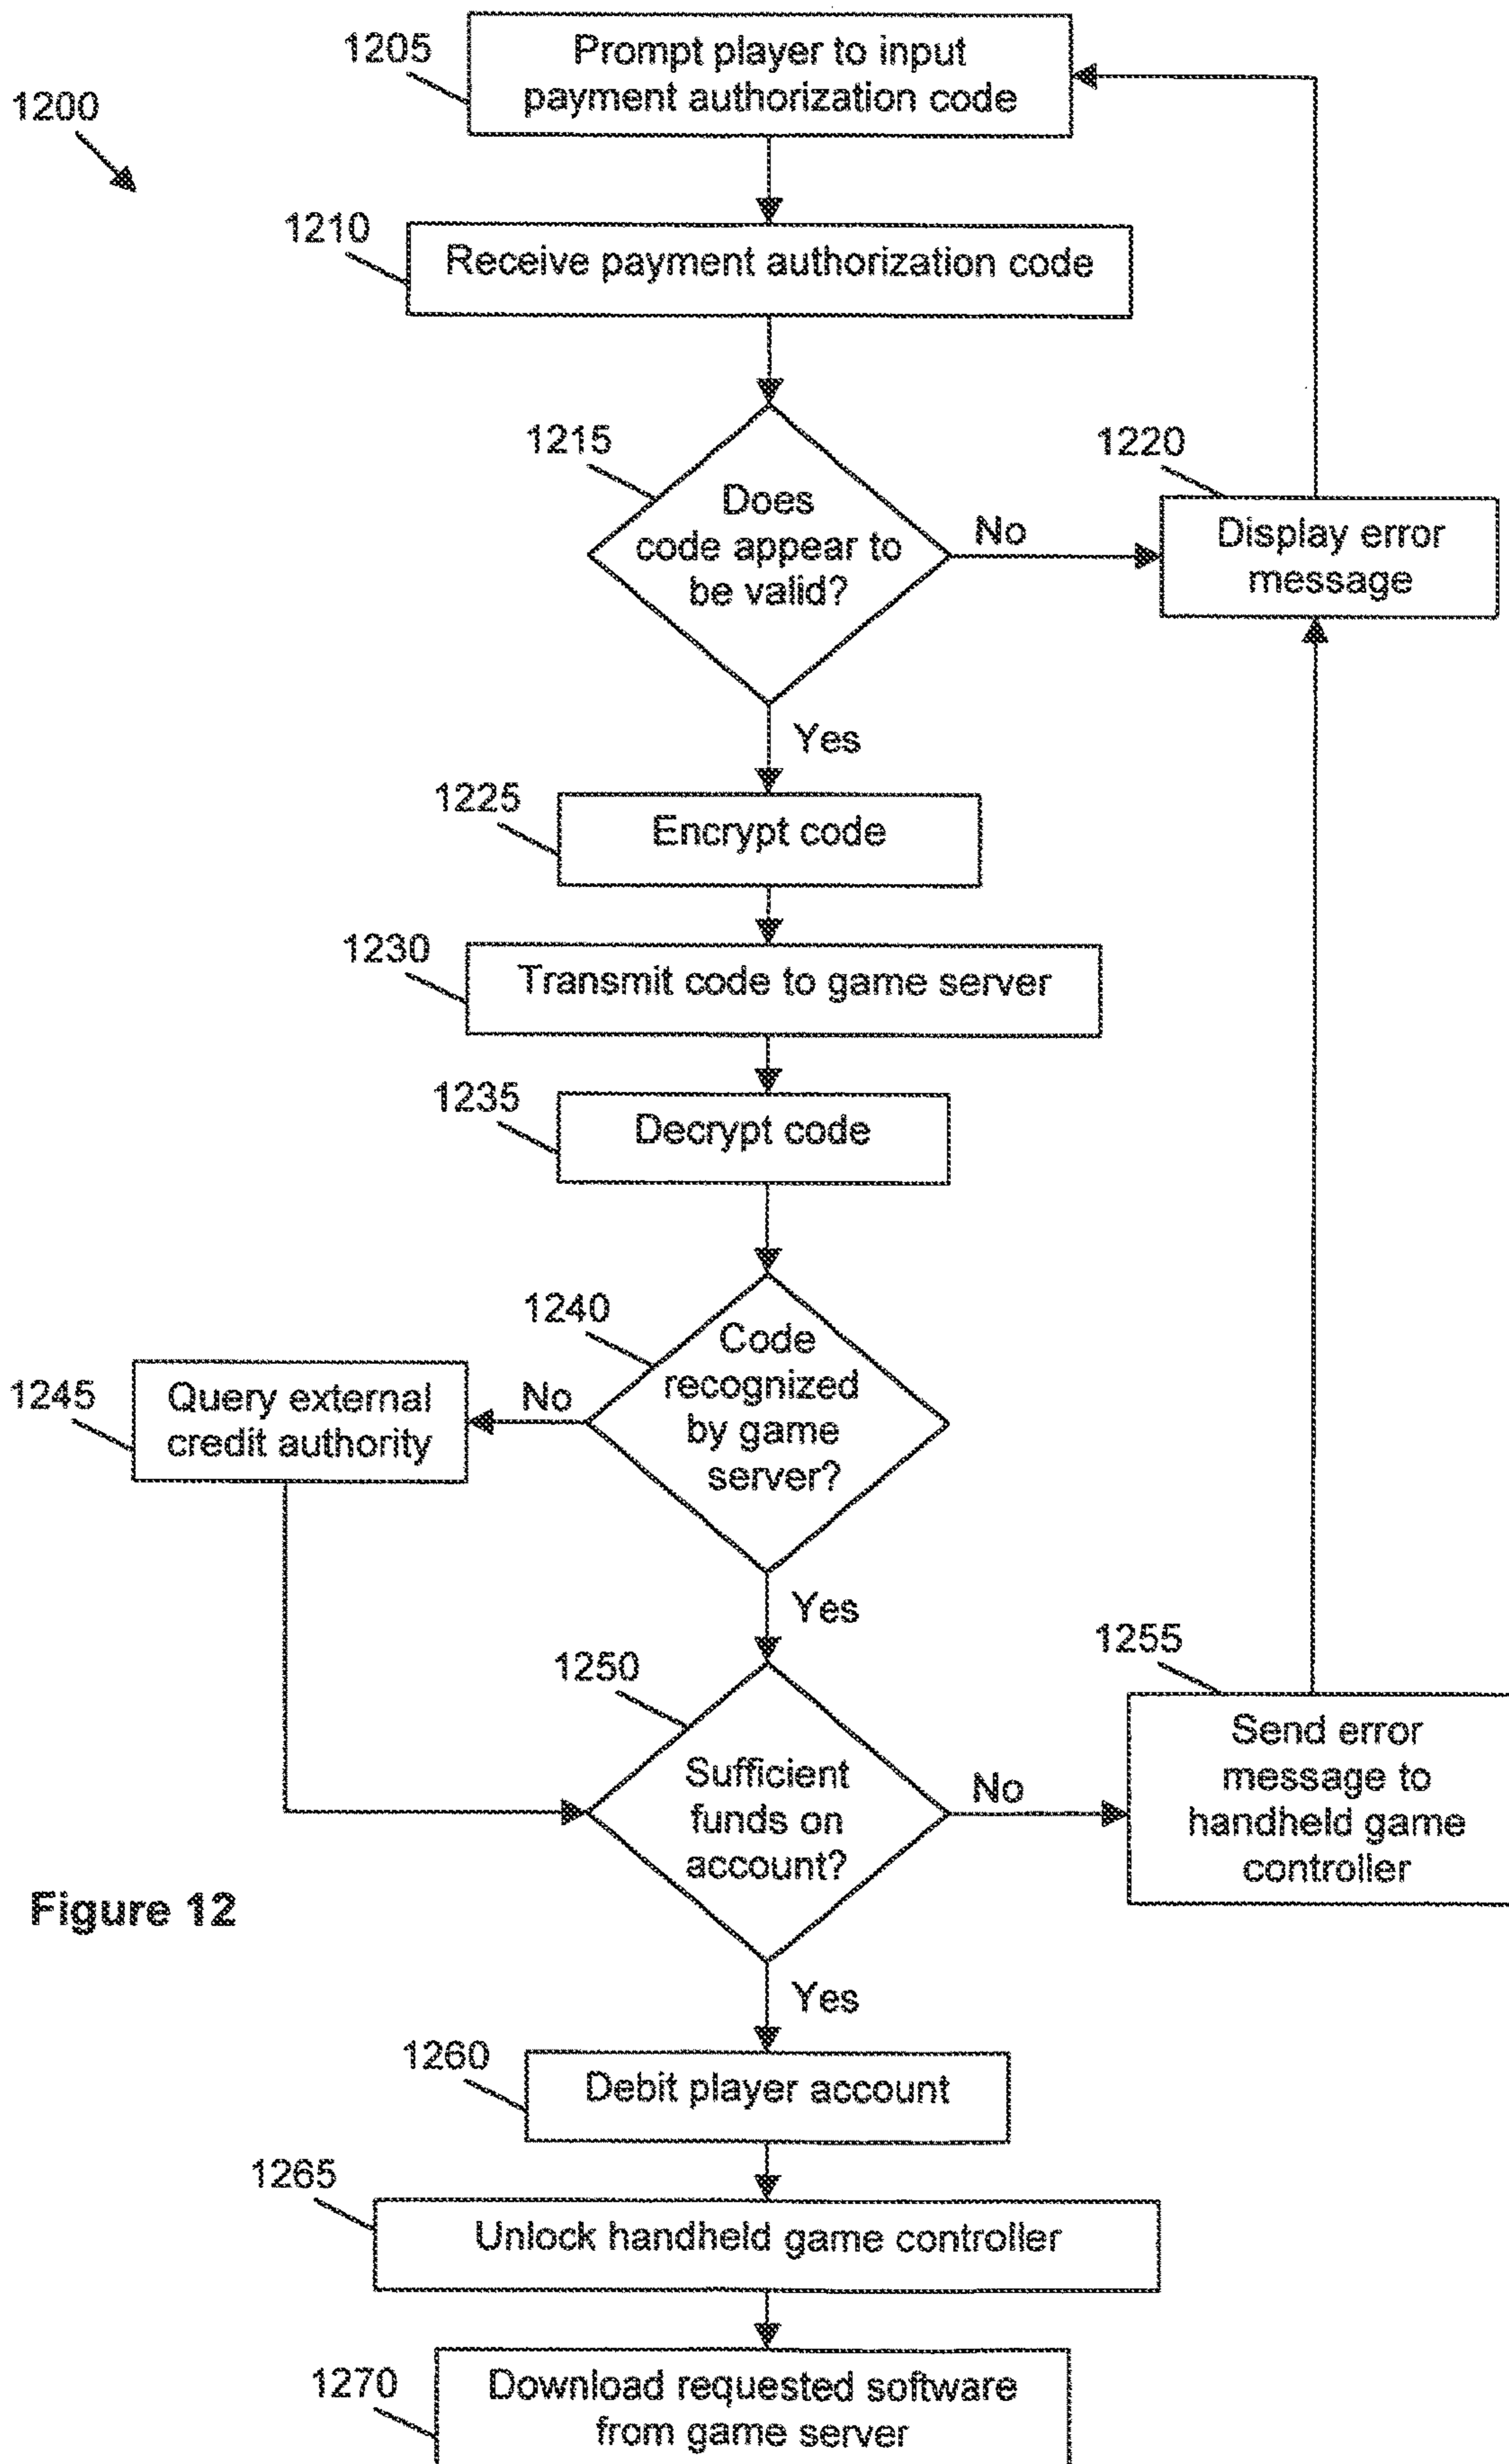 1200
1205
Prompt player to input
payment authorization code
1210
Receive payment authorization code
1215
Does
code appear to
be valid?
No
1220
Display error
message
Yes
1225
Encrypt code
1230
Transmit code to game server
1235
Decrypt code
1240
Code
recognized
by game
server?
No
1245
Query external
credit authority
Yes
1250
Sufficient
funds on
account?
No
1255
Send error
message to
handheld game
controller
Figure 12
Yes
1260
Debit player account
1265
Unlock handheld game controller
1270
Download requested software
from game server